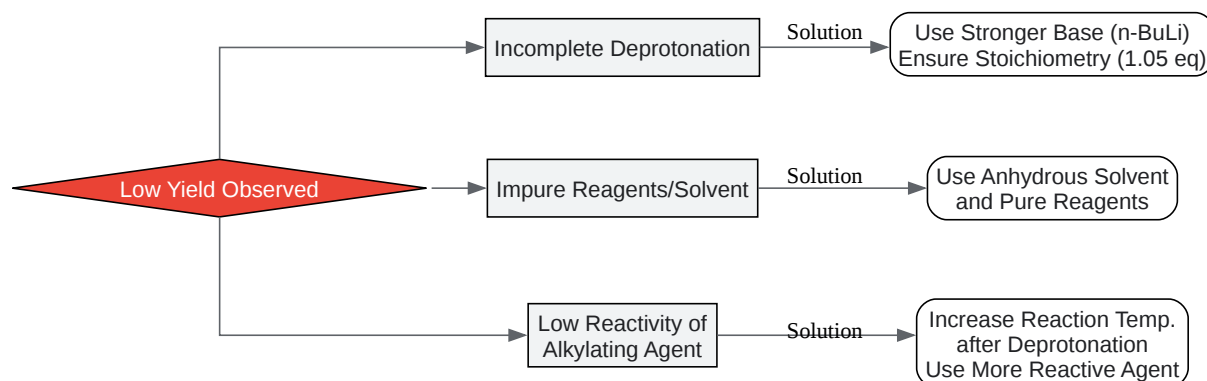 Incomplete Deprotonation
Solution
Use Stronger Base (n-BuLi)
Ensure Stoichiometry (1.05 eq)
Low Yield Observed
Impure Reagents/Solvent
Solution
Use Anhydrous Solvent
and Pure Reagents
Low Reactivity of
Alkylating Agent
Solution
Increase Reaction Temp.
after Deprotonation
Use More Reactive Agent